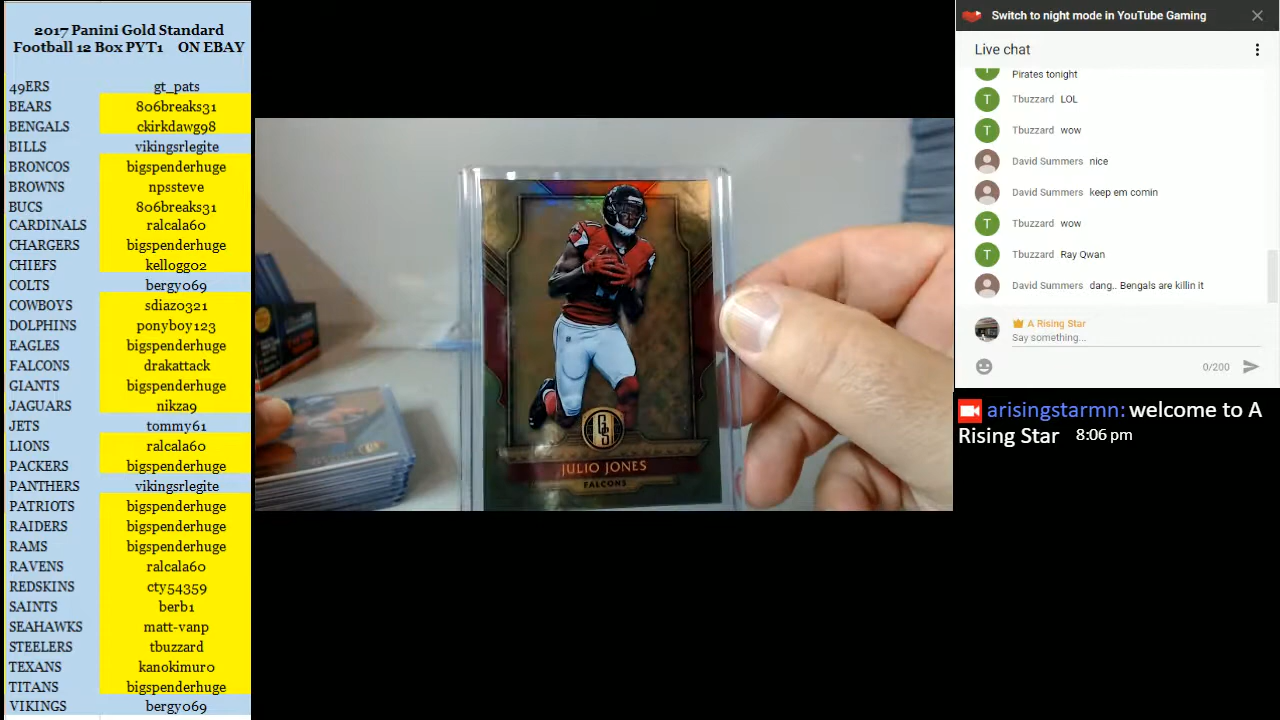 2017 Panini Gold Standard
Football 12 Box PYT1 ON EBAY
49ERS gt_pats
BEARS 806breaks31
BENGALS ckirkdawg98
BILLS vikingsrlegite
BRONCOS bigspenderhuge
BROWNS npssteve
BUCS 806breaks31
CARDINALS ralcala60
CHARGERS bigspenderhuge
CHIEFS kellogg02
COLTS bergy069
COWBOYS sdiazo321
DOLPHINS ponyboy123
EAGLES bigspenderhuge
FALCONS drakattack
GIANTS bigspenderhuge
JAGUARS nikza9
JETS tommy61
LIONS ralcala60
PACKERS bigspenderhuge
PANTHERS vikingsrlegite
PATRIOTS bigspenderhuge
RAIDERS bigspenderhuge
RAMS bigspenderhuge
RAVENS ralcala60
REDSKINS cty54359
SAINTS berb1
SEAHAWKS matt-vanp
STEELERS tbuzzard
TEXANS kanokimuro
TITANS bigspenderhuge
VIKINGS bergy069
GS
JULIO JONES
FALCONS
Switch to night mode in YouTube Gaming
Live chat
T
Pirates tonight
T Tbuzzard LOL
T Tbuzzard wow
David Summers nice
David Summers keep em comin
T Tbuzzard wow
T Tbuzzard Ray Qwan
David Summers dang.. Bengals are killin it
A Rising Star
Say something...
0/200
arisingstarmn: welcome to A
Rising Star 8:06 pm